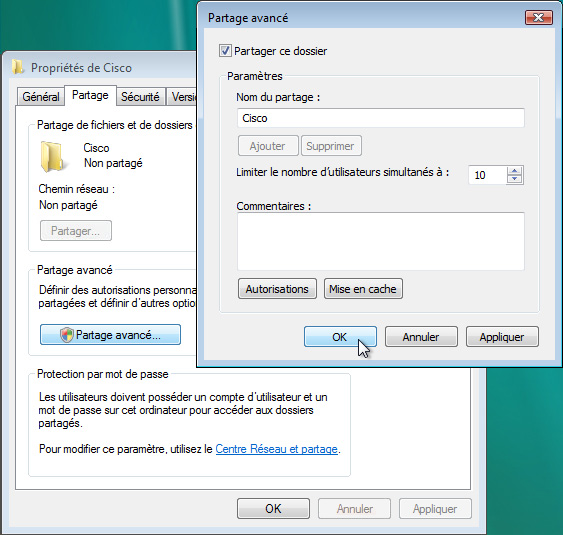 Partage avancé
Partager ce dossier
Paramètres
Nom du partage :
Cisco
Ajouter
Supprimer
Limiter le nombre d'utilisateurs simultanés à :
10
Commentaires :
Autorisations
Mise en cache
OK
Annuler
Appliquer
Propriétés de Cisco
Général
Partage
Sécurité
Versi
Partage de fichiers et de dossiers
Cisco
Non partagé
Chemin réseau :
Non partagé
Partager...
Partage avancé
Définir des autorisations personna
partagées et définir d'autres optio
Partage avancé...
Protection par mot de passe
Les utilisateurs doivent posséder un compte d'utilisateur et un
mot de passe sur cet ordinateur pour accéder aux dossiers
partagés.
Pour modifier ce paramètre, utilisez le Centre Réseau et partage.
OK
Annuler
Appliquer